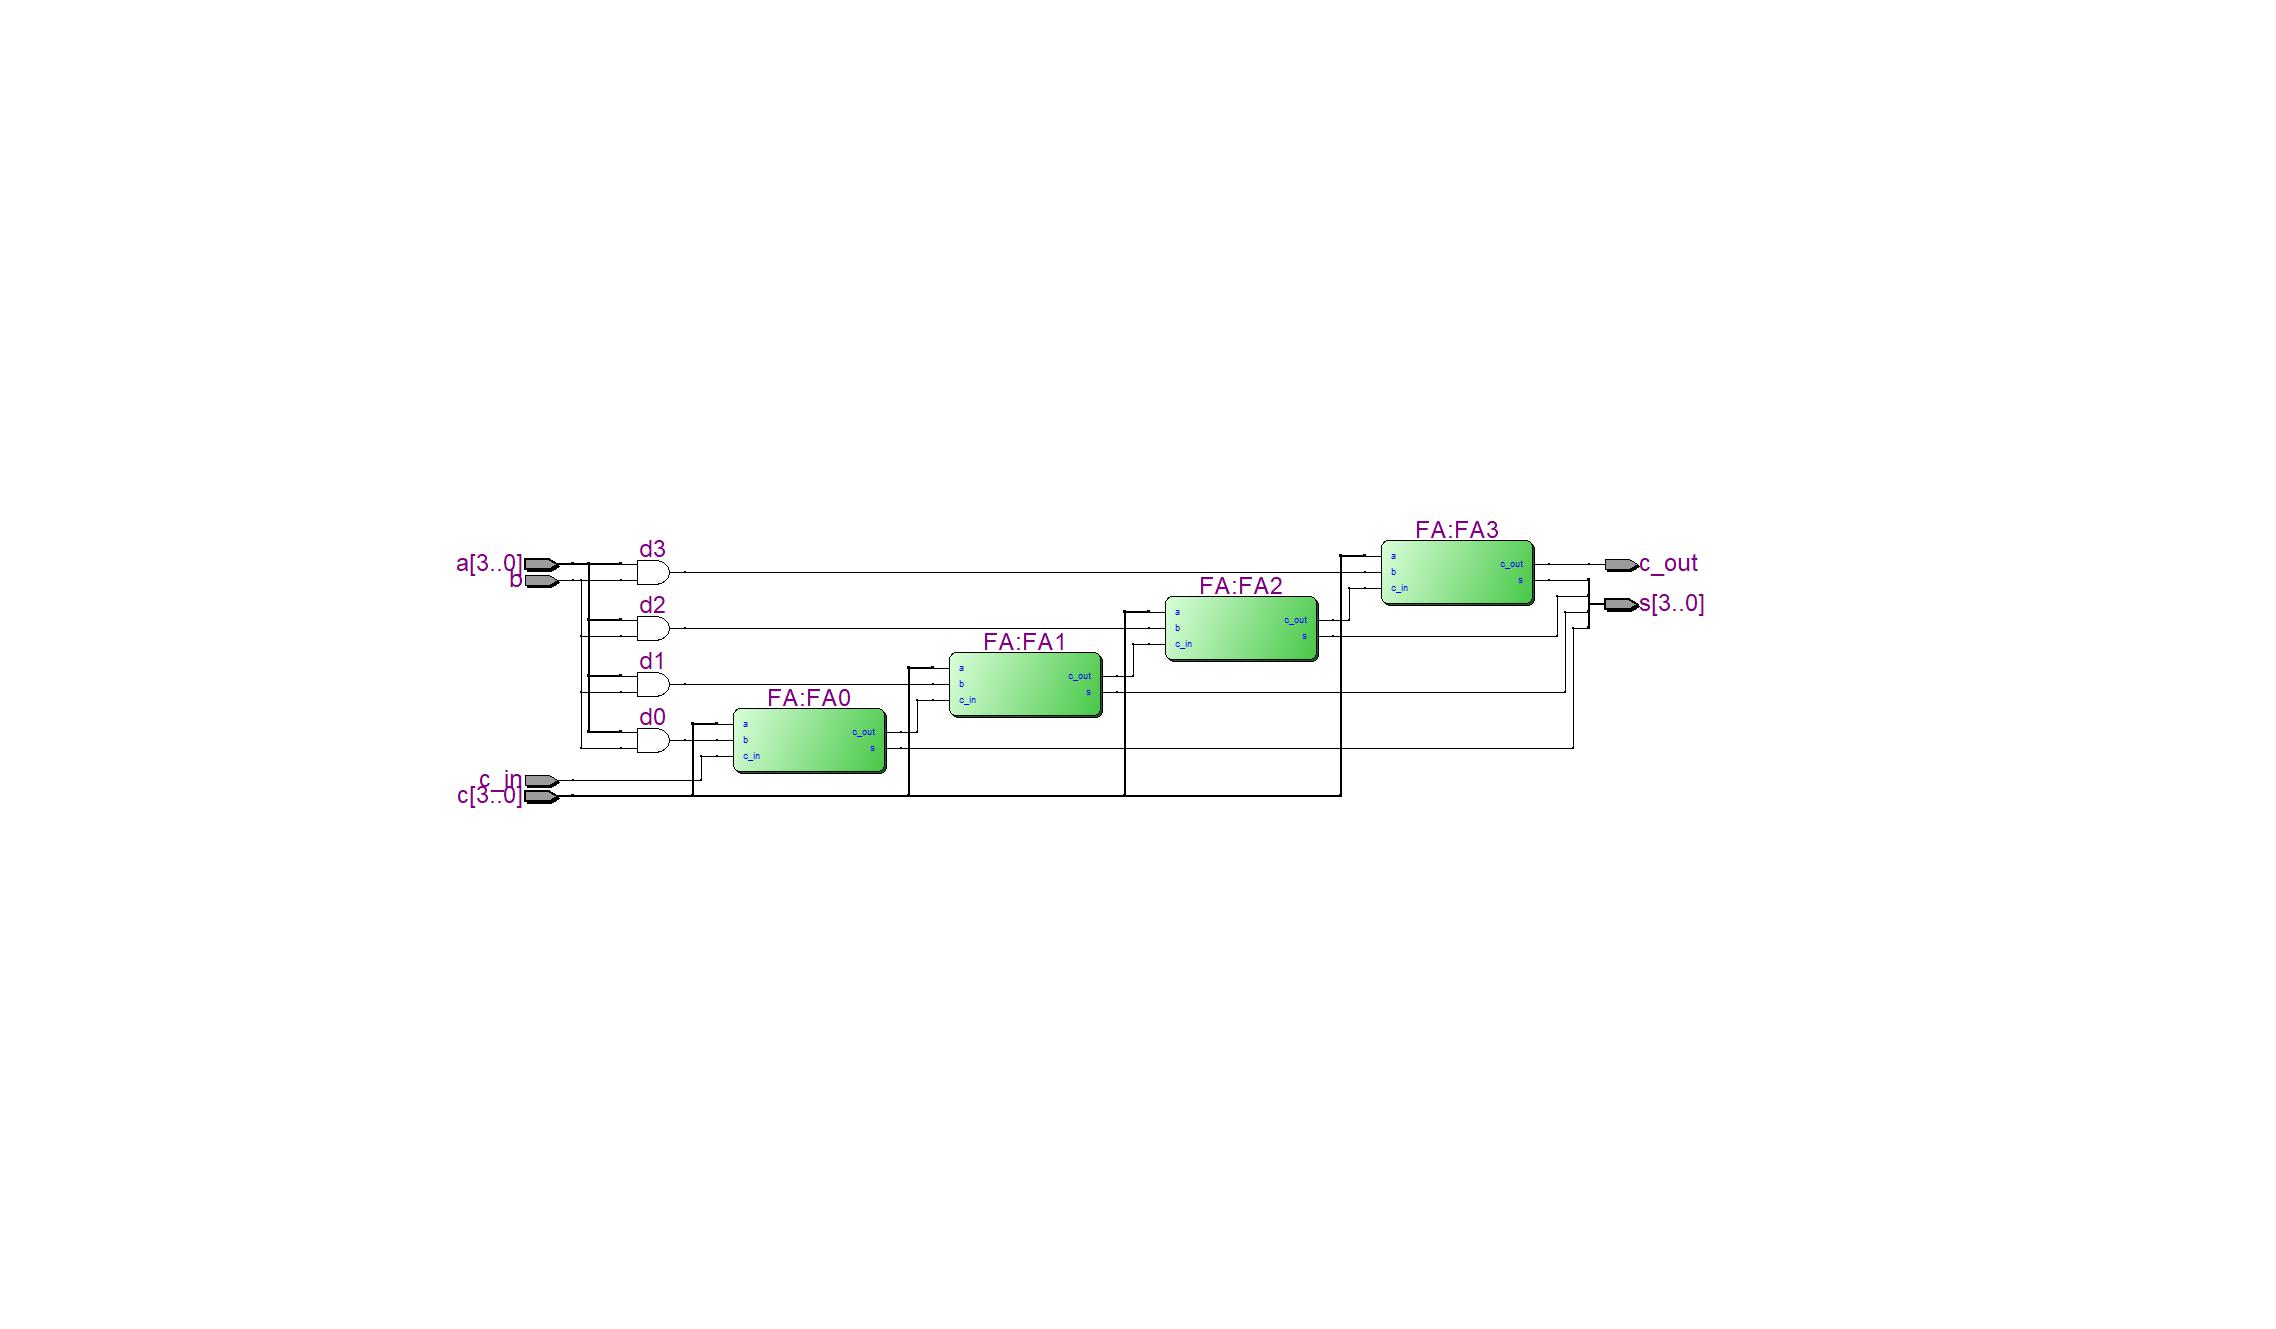 FA:FA3
a
b
c_in
c_out
s
c_out
s[3..0]
a[3..0]
b
d3
FA:FA2
a
b
c_in
c_out
s
d2
FA:FA1
a
b
c_in
c_out
s
d1
FA:FA0
a
b
c_in
c_out
s
d0
c_in
c[3..0]